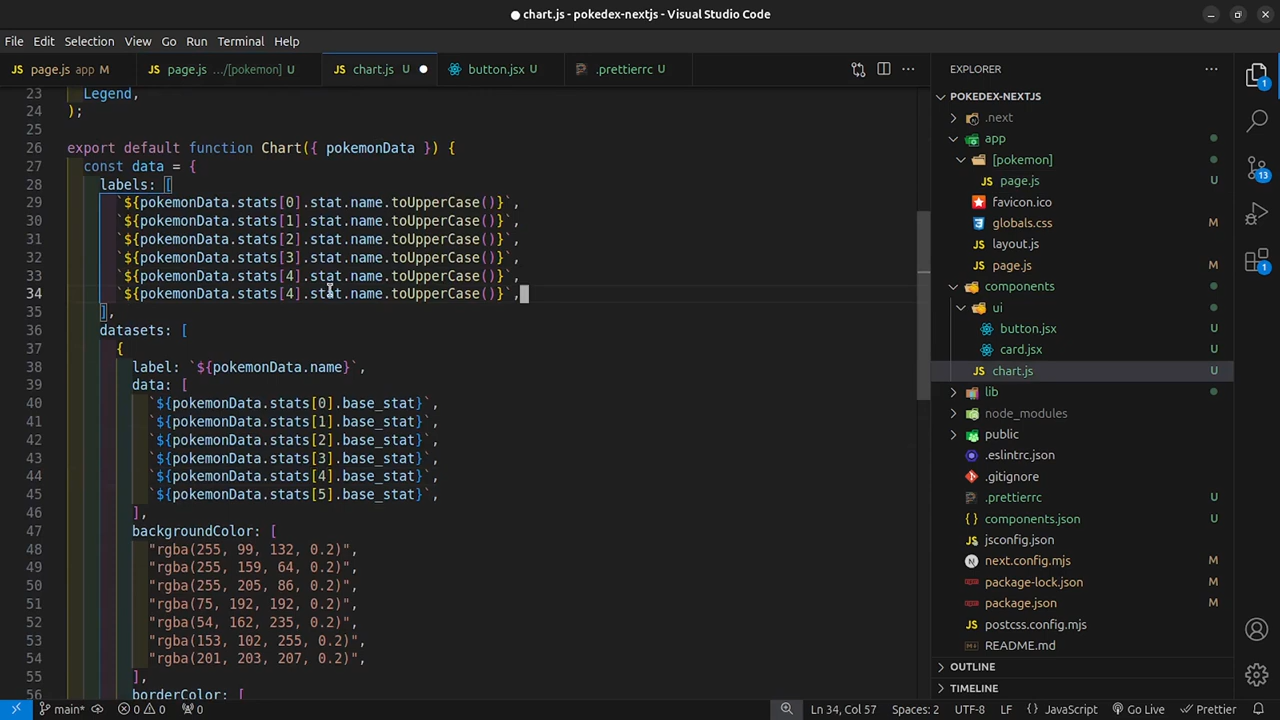 chart.js - pokedex-nextjs - Visual Studio Code
File Edit Selection View Go Run Terminal Help
page.js app M page.js .../[pokemon] U chart.js U button.jsx U .prettierrc U
23 Legend,
24 );
25
26 export default function Chart({ pokemonData }) {
27 const data = {
28 labels: [
29 `${pokemonData.stats[0].stat.name.toUpperCase()}`,
30 `${pokemonData.stats[1].stat.name.toUpperCase()}`,
31 `${pokemonData.stats[2].stat.name.toUpperCase()}`,
32 `${pokemonData.stats[3].stat.name.toUpperCase()}`,
33 `${pokemonData.stats[4].stat.name.toUpperCase()}`,
34 `${pokemonData.stats[4].stat.name.toUpperCase()}`,
35 ],
36 datasets: [
37 {
38 label: `${pokemonData.name}`,
39 data: [
40 `${pokemonData.stats[0].base_stat}`,
41 `${pokemonData.stats[1].base_stat}`,
42 `${pokemonData.stats[2].base_stat}`,
43 `${pokemonData.stats[3].base_stat}`,
44 `${pokemonData.stats[4].base_stat}`,
45 `${pokemonData.stats[5].base_stat}`,
46 ],
47 backgroundColor: [
48 "rgba(255, 99, 132, 0.2)",
49 "rgba(255, 159, 64, 0.2)",
50 "rgba(255, 205, 86, 0.2)",
51 "rgba(75, 192, 192, 0.2)",
52 "rgba(54, 162, 235, 0.2)",
53 "rgba(153, 102, 255, 0.2)",
54 "rgba(201, 203, 207, 0.2)",
55 ],
56 borderColor: [
EXPLORER
POKEDEX-NEXTJS
.next
app
[pokemon]
page.js U
favicon.ico
globals.css U
layout.js
page.js M
components
ui
button.jsx U
card.jsx U
chart.js U
lib
node_modules
public
.eslintrc.json
.gitignore
.prettierrc U
components.json U
jsconfig.json
next.config.mjs M
package-lock.json M
package.json M
postcss.config.mjs
README.md
OUTLINE
TIMELINE
1
13
1
main* 0 0 0 Ln 34, Col 57 Spaces: 2 UTF-8 LF {} JavaScript Go Live Prettier